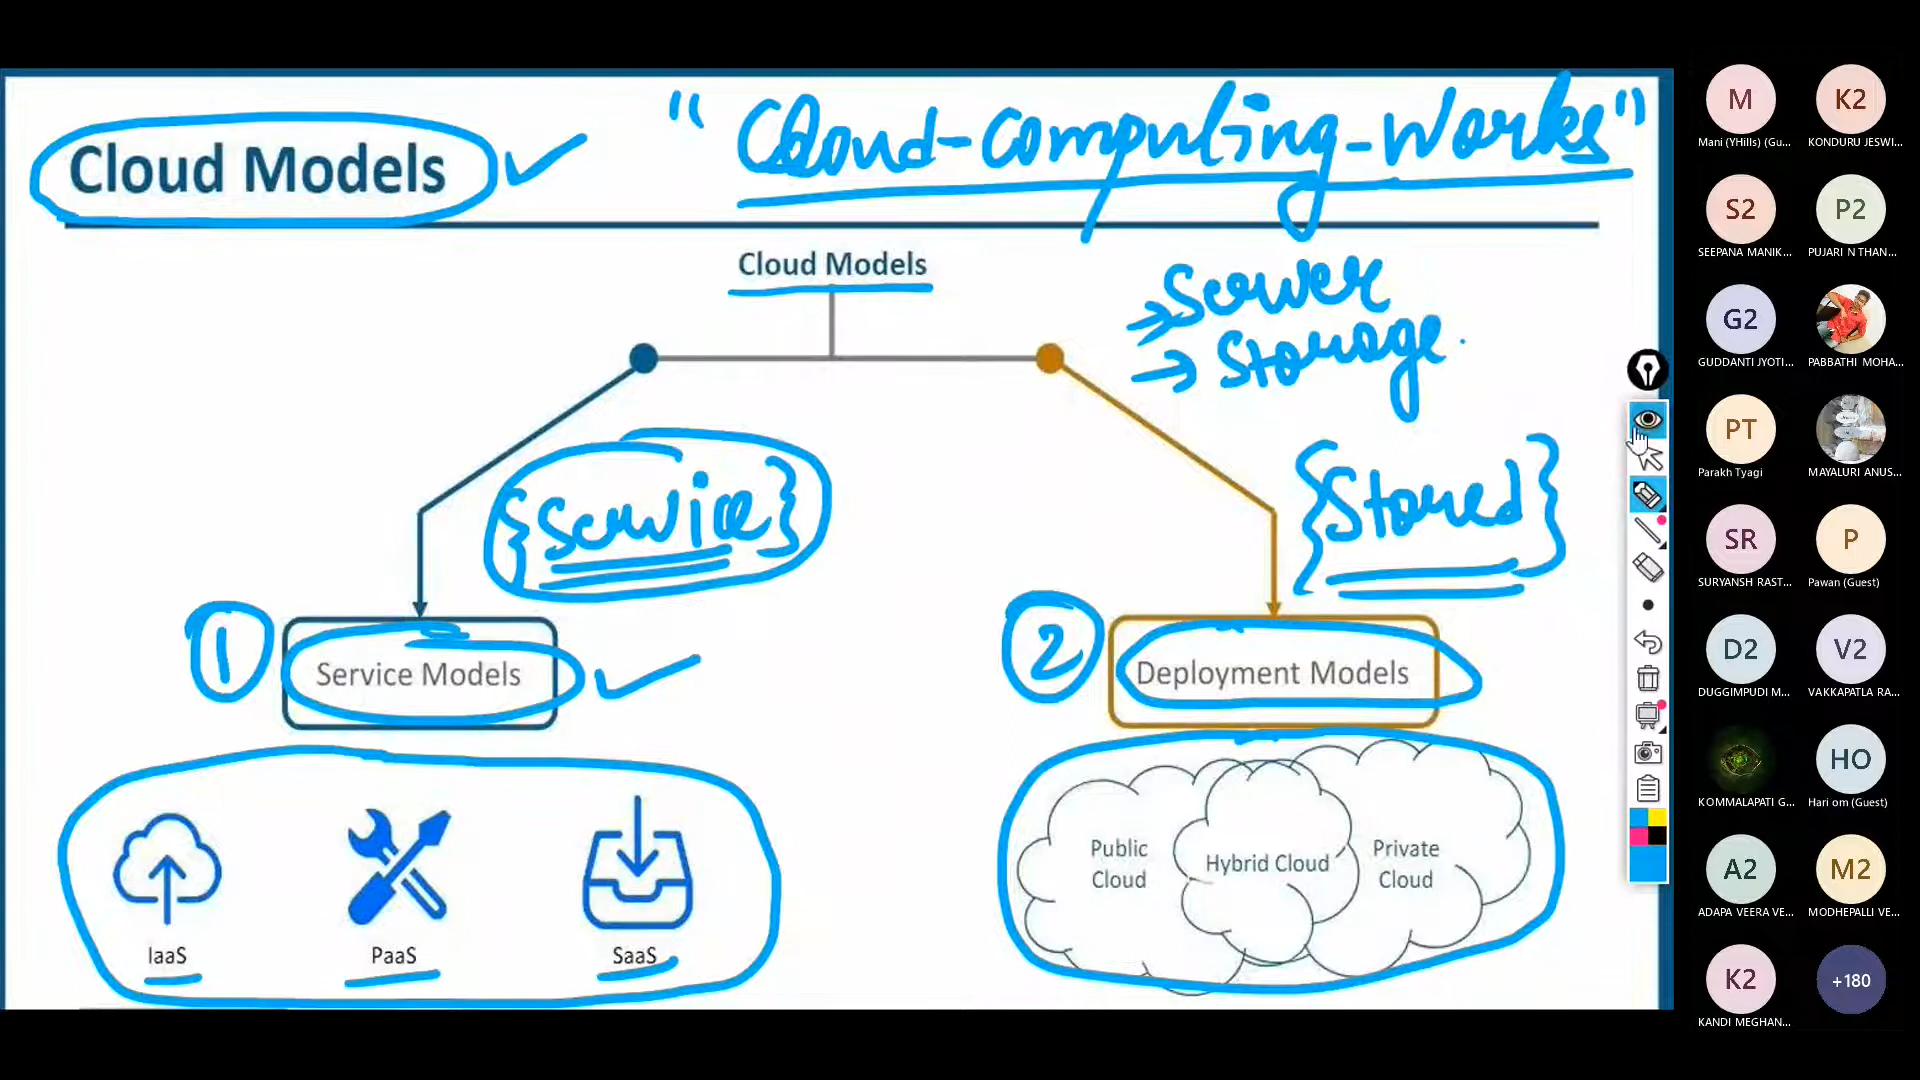 Cloud Models
"Cloud-Computing-Works"
Cloud Models
→Server
→Storage.
{Service}
{Stored}
1
Service Models
2
Deployment Models
IaaS
PaaS
SaaS
Public
Cloud
Hybrid Cloud
Private
Cloud
M
Mani (YHills) (Gu...
K2
KONDURU JESWI...
S2
SEEPANA MANIK...
P2
PUJARI N THAN...
G2
GUDDANTI JYOTI...
PABBATHI MOHA...
PT
Parakh Tyagi
MAYALURI ANUS...
SR
SURYANSH RAST...
P
Pawan (Guest)
D2
DUGGIMPUDI M...
V2
VAKKAPATLA RA...
KOMMALAPATI G...
HO
Hari om (Guest)
A2
ADAPA VEERA VE...
M2
MODHEPALLI VE...
K2
KANDI MEGHAN...
+180